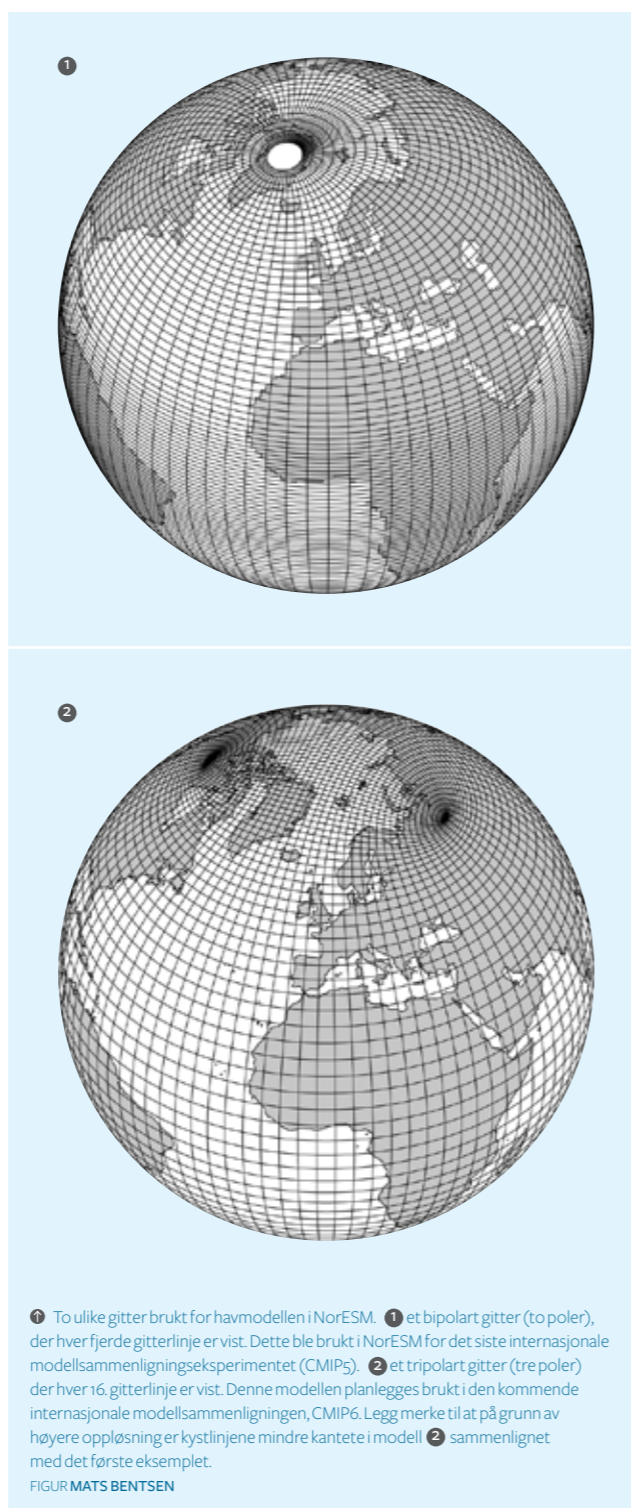 1
2
↑ To ulike gitter brukt for havmodellen i NorESM. 1 et bipolart gitter (to poler),
der hver fjerde gitterlinje er vist. Dette ble brukt i NorESM for det siste internasjonale
modellsammenligningseksperimentet (CMIP5). 2 et tripolart gitter (tre poler)
der hver 16. gitterlinje er vist. Denne modellen planlegges brukt i den kommende
internasjonale modellsammenligningen, CMIP6. Legg merke til at på grunn av
høyere oppløsning er kystlinjene mindre kantete i modell 2 sammenlignet
med det første eksemplet.
FIGUR MATS BENTSEN